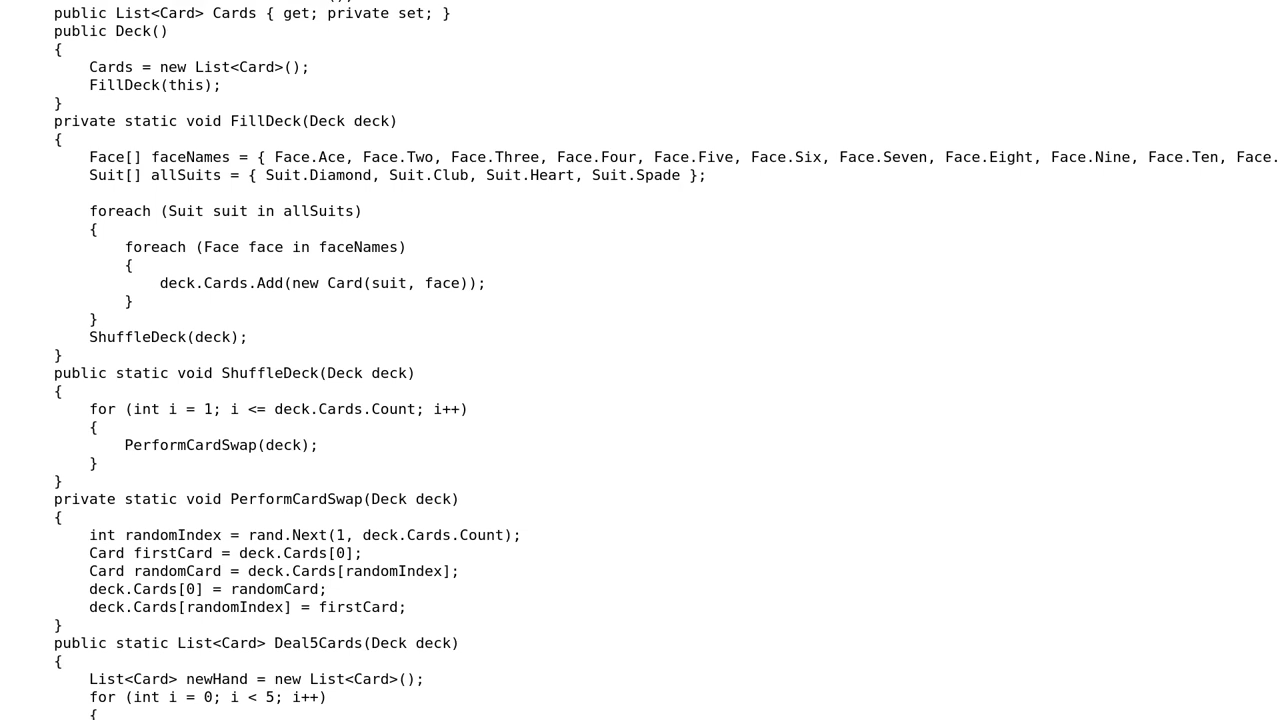 public List<Card> Cards { get; private set; }
public Deck()
{
Cards = new List<Card>();
FillDeck(this);
}
private static void FillDeck(Deck deck)
{
Face[] faceNames = { Face.Ace, Face.Two, Face.Three, Face.Four, Face.Five, Face.Six, Face.Seven, Face.Eight, Face.Nine, Face.Ten, Face.
Suit[] allSuits = { Suit.Diamond, Suit.Club, Suit.Heart, Suit.Spade };
foreach (Suit suit in allSuits)
{
foreach (Face face in faceNames)
{
deck.Cards.Add(new Card(suit, face));
}
}
ShuffleDeck(deck);
}
public static void ShuffleDeck(Deck deck)
{
for (int i = 1; i <= deck.Cards.Count; i++)
{
PerformCardSwap(deck);
}
}
private static void PerformCardSwap(Deck deck)
{
int randomIndex = rand.Next(1, deck.Cards.Count);
Card firstCard = deck.Cards[0];
Card randomCard = deck.Cards[randomIndex];
deck.Cards[0] = randomCard;
deck.Cards[randomIndex] = firstCard;
}
public static List<Card> Deal5Cards(Deck deck)
{
List<Card> newHand = new List<Card>();
for (int i = 0; i < 5; i++)
{